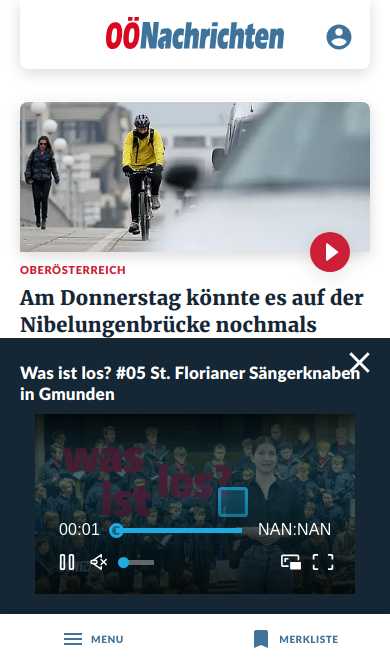 OÖNachrichten
OBERÖSTERREICH
Am Donnerstag könnte es auf der
Nibelungenbrücke nochmals
Was ist los? #05 St. Florianer Sängerknaben
in Gmunden
was
ist los?
00:01
NAN:NAN
MENU
MERKLISTE